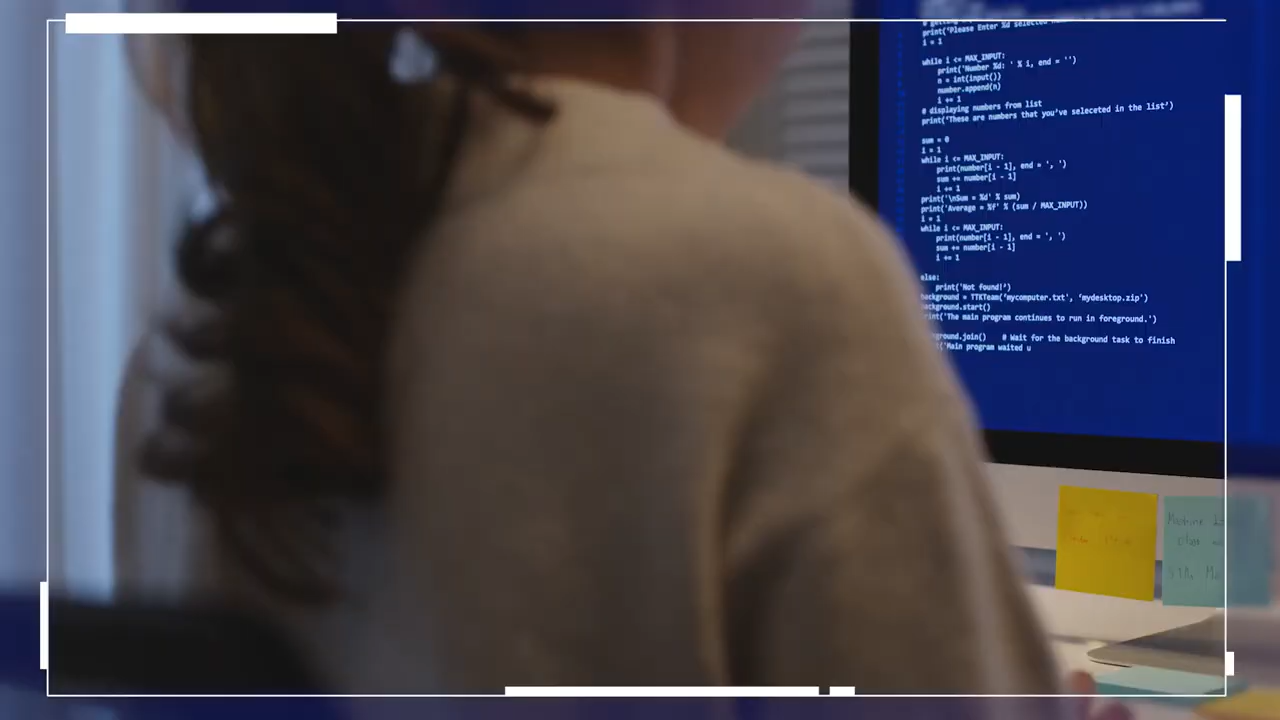 print('Please Enter %d selected
i = 1
while i <= MAX_INPUT:
print('Number %d: ' % i, end = '')
n = int(input())
number.append(n)
i += 1
# displaying numbers from list
print('These are numbers that you've seleceted in the list')
sum = 0
i = 1
while i <= MAX_INPUT:
print(number[i - 1], end = ', ')
sum += number[i - 1]
i += 1
print('\nSum = %d' % sum)
print('Average = %f' % (sum / MAX_INPUT))
i = 1
while i <= MAX_INPUT:
print(number[i - 1], end = ', ')
sum += number[i - 1]
i += 1
else:
print('Not found!')
background = TTKTeam('mycomputer.txt', 'mydesktop.zip')
background.start()
print('The main program continues to run in foreground.')
ground.join() # Wait for the background task to finish
('Main program waited u